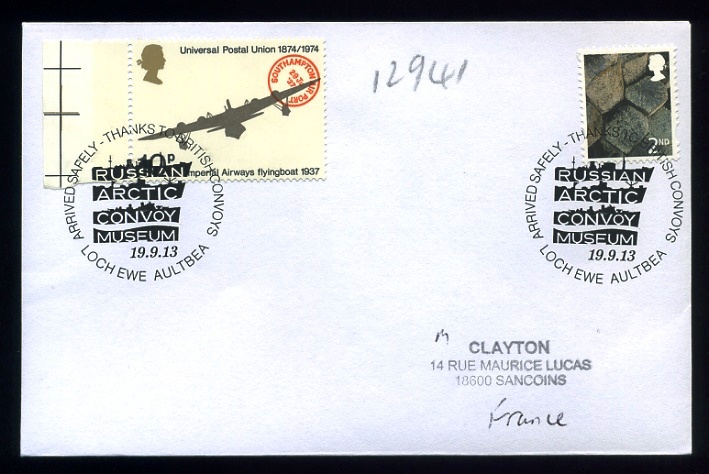 Universal Postal Union 1874/1974
SOUTHAMPTON
AIR PORT
10p
Imperial Airways flyingboat 1937
ARRIVED SAFELY - THANKS TO BRITISH CONVOYS
RUSSIAN
ARCTIC
CONVOY
MUSEUM
19.9.13
LOCH EWE AULTBEA
12941
2ND
ARRIVED SAFELY - THANKS TO BRITISH CONVOYS
RUSSIAN
ARCTIC
CONVOY
MUSEUM
19.9.13
LOCH EWE AULTBEA
M
CLAYTON
14 RUE MAURICE LUCAS
18600 SANCOINS
France